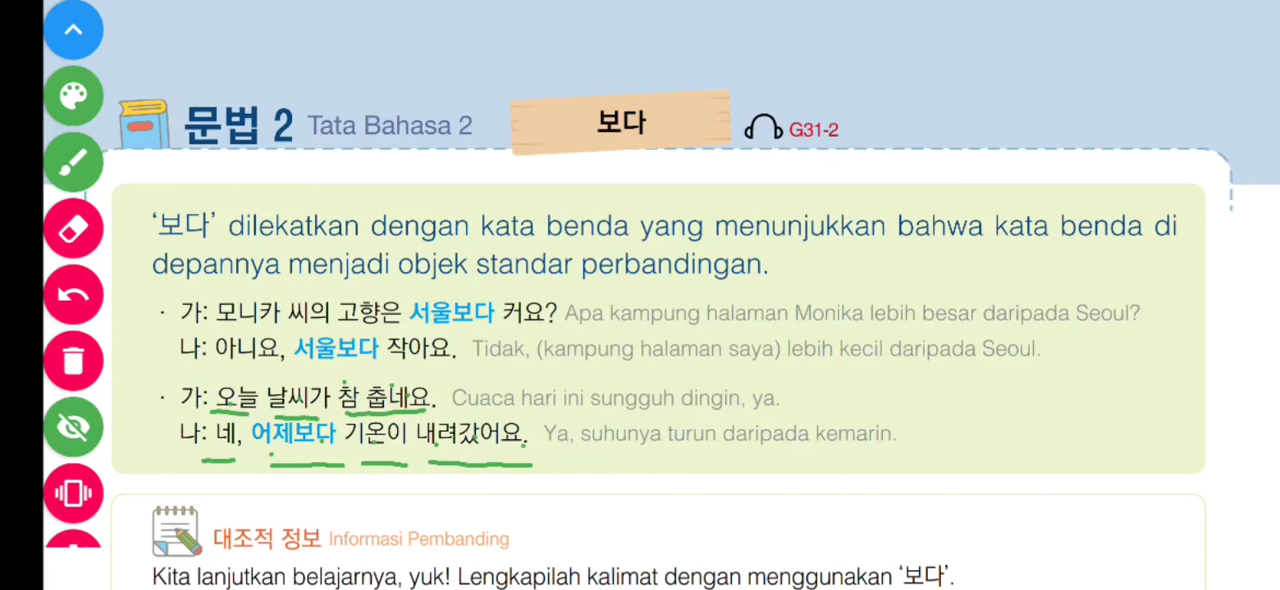 문법 2 Tata Bahasa 2 보다 G31-2
‘보다’ dilekatkan dengan kata benda yang menunjukkan bahwa kata benda di
depannya menjadi objek standar perbandingan.
· 가: 모니카 씨의 고향은 서울보다 커요? Apa kampung halaman Monika lebih besar daripada Seoul?
나: 아니요, 서울보다 작아요. Tidak, (kampung halaman saya) lebih kecil daripada Seoul.
· 가: 오늘 날씨가 참 춥네요. Cuaca hari ini sungguh dingin, ya.
나: 네, 어제보다 기온이 내려갔어요. Ya, suhunya turun daripada kemarin.
대조적 정보 Informasi Pembanding
Kita lanjutkan belajarnya, yuk! Lengkapilah kalimat dengan menggunakan ‘보다’.